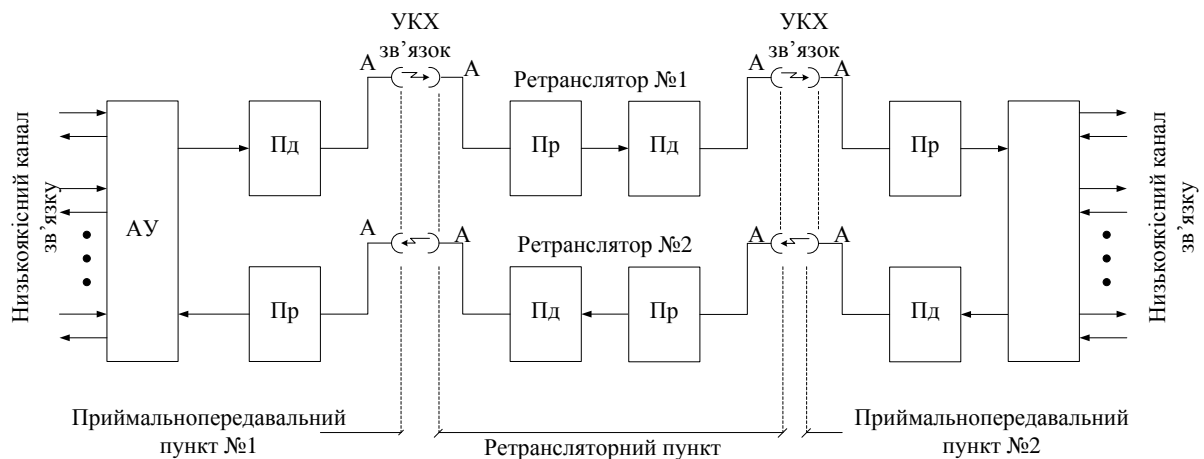 УКХ
зв’язок
УКХ
зв’язок
А
А
Ретранслятор №1
А
А
Низькоякісний канал
зв’язку
АУ
Пд
Пр
Пд
Пр
Низькоякісний канал
зв’язку
А
А
Ретранслятор №2
А
А
Пр
Пд
Пр
Пд
Приймальнопередавальний
пункт №1
Ретрансляторний пункт
Приймальнопередавальний
пункт №2